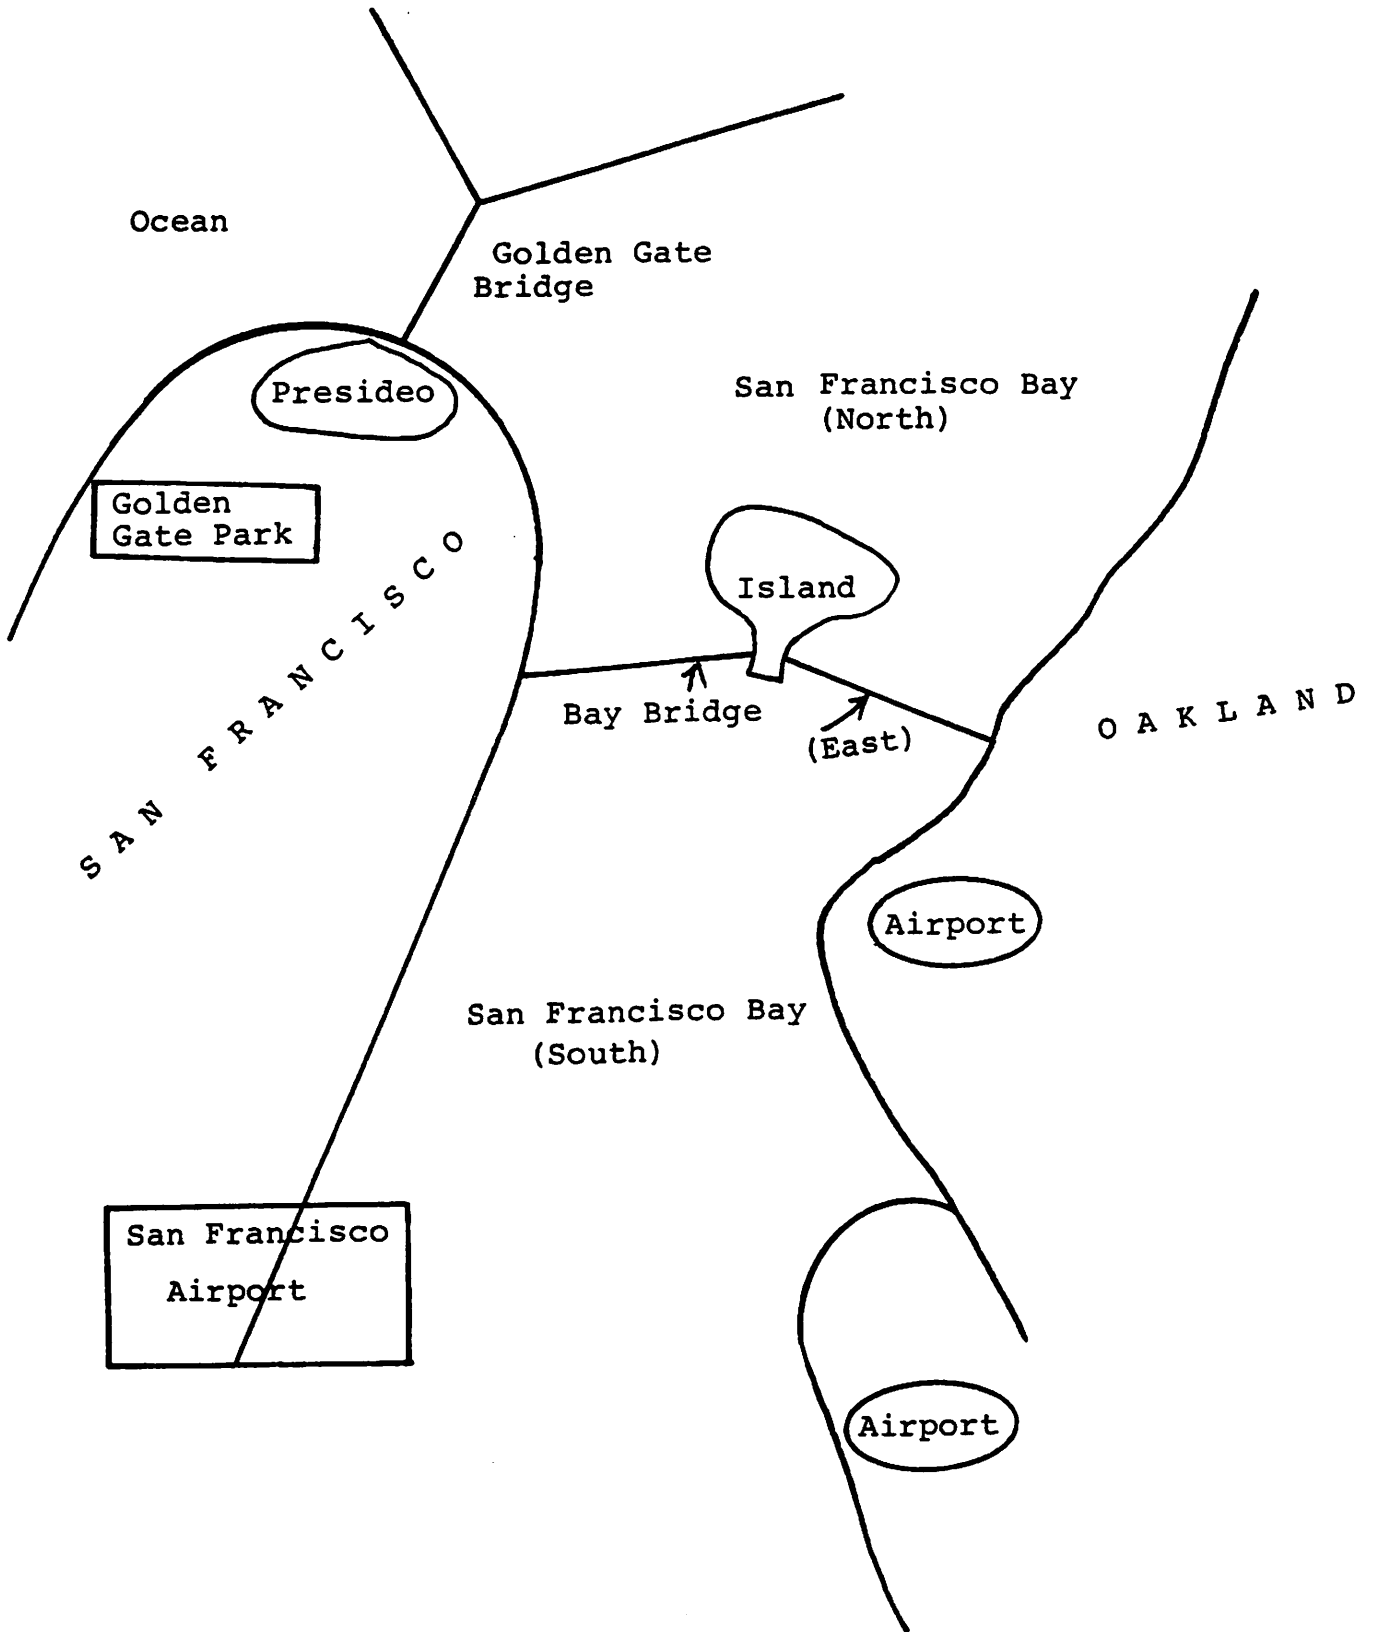 Ocean
Golden Gate
Bridge
Presideo
San Francisco Bay
(North)
Golden
Gate Park
SAN FRANCISCO
Island
Bay Bridge
(East)
OAKLAND
Airport
San Francisco Bay
(South)
San Francisco
Airport
Airport